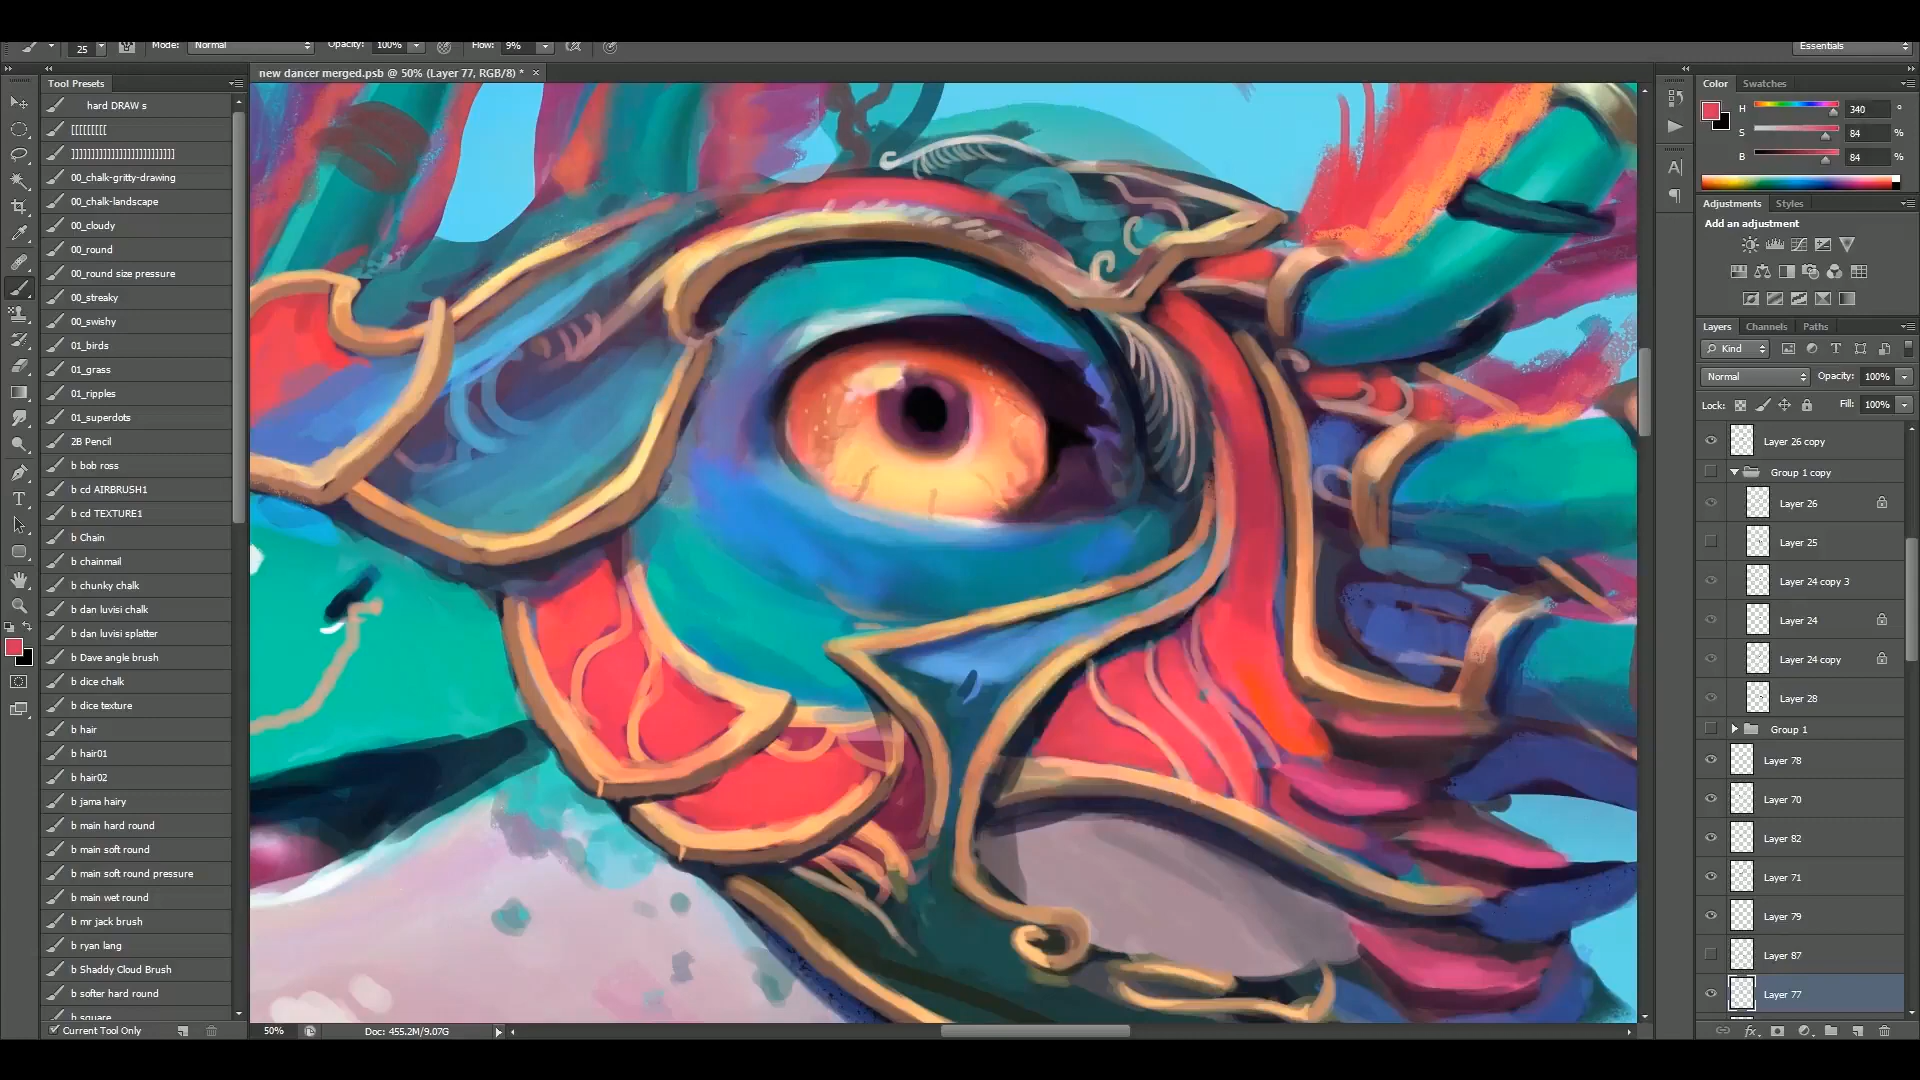 25
Mode:
Normal
Opacity:
100%
Flow:
9%
Essentials
Tool Presets
new dancer merged.psb @ 50% (Layer 77, RGB/8) *
hard DRAW s
[[[[[[[[[
00_chalk-gritty-drawing
00_chalk-landscape
00_cloudy
00_round
00_round size pressure
00_streaky
00_swishy
01_birds
01_grass
01_ripples
01_superdots
2B Pencil
b bob ross
b cd AIRBRUSH1
b cd TEXTURE1
b Chain
b chainmail
b chunky chalk
b dan luvisi chalk
b dan luvisi splatter
b Dave angle brush
b dice chalk
b dice texture
b hair
b hair01
b hair02
b jama hairy
b main hard round
b main soft round
b main soft round pressure
b main wet round
b mr jack brush
b ryan lang
b Shaddy Cloud Brush
b softer hard round
b square
Current Tool Only
50%
Doc: 455.2M/9.07G
Color
Swatches
H
340
°
S
84
%
B
84
%
Adjustments
Styles
Add an adjustment
Layers
Channels
Paths
Kind
Normal
Opacity:
100%
Lock:
Fill:
100%
Layer 26 copy
Group 1 copy
Layer 26
Layer 25
Layer 24 copy 3
Layer 24
Layer 24 copy
Layer 28
Group 1
Layer 78
Layer 70
Layer 82
Layer 71
Layer 79
Layer 87
Layer 77